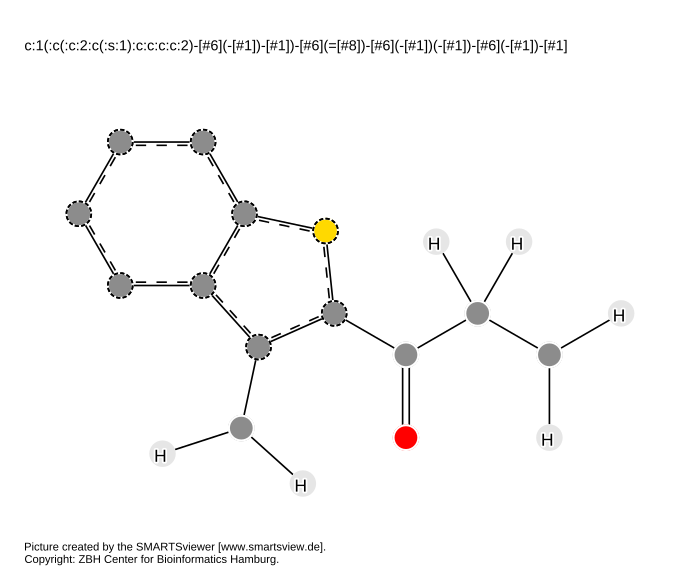 c:1(:c(:c:2:c(:s:1):c:c:c:c:2)-[#6](-[#1])-[#1])-[#6](=[#8])-[#6](-[#1])(-[#1])-[#6](-[#1])-[#1]
H H
H
H
H
H
Picture created by the SMARTSviewer [www.smartsview.de].
Copyright: ZBH Center for Bioinformatics Hamburg.